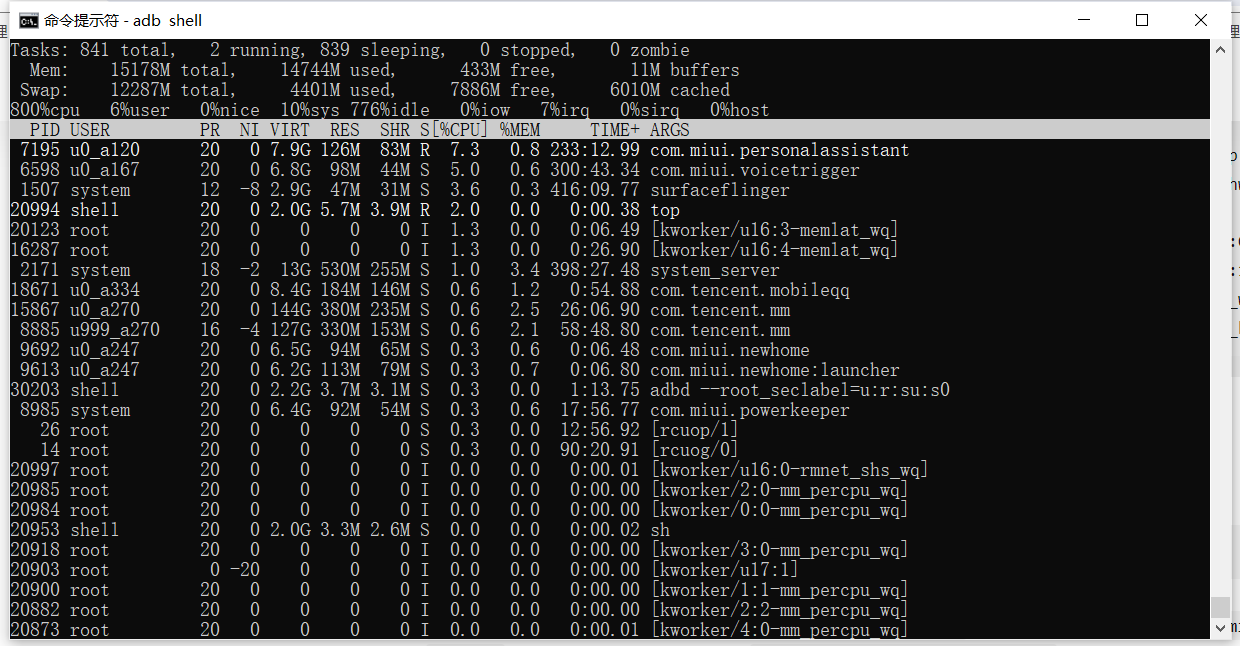 命令提示符 - adb  shell
Tasks: 841 total,   2 running, 839 sleeping,   0 stopped,   0 zombie
  Mem:    15178M total,    14744M used,      433M free,       11M buffers
 Swap:    12287M total,     4401M used,     7886M free,     6010M cached
800%cpu   6%user   0%nice  10%sys 776%idle   0%iow   7%irq   0%sirq   0%host
  PID USER         PR  NI VIRT  RES  SHR S[%CPU] %MEM     TIME+ ARGS
 7195 u0_a120      20   0 7.9G 126M  83M R  7.3   0.8 233:12.99 com.miui.personalassistant
 6598 u0_a167      20   0 6.8G  98M  44M S  5.0   0.6 300:43.34 com.miui.voicetrigger
 1507 system       12  -8 2.9G  47M  31M S  3.6   0.3 416:09.77 surfaceflinger
20994 shell        20   0 2.0G 5.7M 3.9M R  2.0   0.0   0:00.38 top
20123 root         20   0    0    0    0 I  1.3   0.0   0:06.49 [kworker/u16:3-memlat_wq]
16287 root         20   0    0    0    0 I  1.3   0.0   0:26.90 [kworker/u16:4-memlat_wq]
 2171 system       18  -2  13G 530M 255M S  1.0   3.4 398:27.48 system_server
18671 u0_a334      20   0 8.4G 184M 146M S  0.6   1.2   0:54.88 com.tencent.mobileqq
15867 u0_a270      20   0 144G 380M 235M S  0.6   2.5  26:06.90 com.tencent.mm
 8885 u999_a270    16  -4 127G 330M 153M S  0.6   2.1  58:48.80 com.tencent.mm
 9692 u0_a247      20   0 6.5G  94M  65M S  0.3   0.6   0:06.48 com.miui.newhome
 9613 u0_a247      20   0 6.2G 113M  79M S  0.3   0.7   0:06.80 com.miui.newhome:launcher
30203 shell        20   0 2.2G 3.7M 3.1M S  0.3   0.0   1:13.75 adbd --root_seclabel=u:r:su:s0
 8985 system       20   0 6.4G  92M  54M S  0.3   0.6  17:56.77 com.miui.powerkeeper
   26 root         20   0    0    0    0 S  0.3   0.0  12:56.92 [rcuop/1]
   14 root         20   0    0    0    0 S  0.3   0.0  90:20.91 [rcuog/0]
20997 root         20   0    0    0    0 I  0.0   0.0   0:00.01 [kworker/u16:0-rmnet_shs_wq]
20985 root         20   0    0    0    0 I  0.0   0.0   0:00.00 [kworker/2:0-mm_percpu_wq]
20984 root         20   0    0    0    0 I  0.0   0.0   0:00.00 [kworker/0:0-mm_percpu_wq]
20953 shell        20   0 2.0G 3.3M 2.6M S  0.0   0.0   0:00.02 sh
20918 root         20   0    0    0    0 I  0.0   0.0   0:00.00 [kworker/3:0-mm_percpu_wq]
20903 root          0 -20    0    0    0 I  0.0   0.0   0:00.00 [kworker/u17:1]
20900 root         20   0    0    0    0 I  0.0   0.0   0:00.00 [kworker/1:1-mm_percpu_wq]
20882 root         20   0    0    0    0 I  0.0   0.0   0:00.00 [kworker/2:2-mm_percpu_wq]
20873 root         20   0    0    0    0 I  0.0   0.0   0:00.01 [kworker/4:0-mm_percpu_wq]